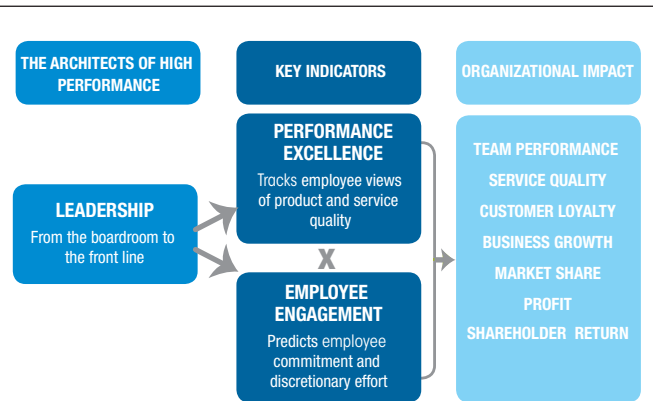 THE ARCHITECTS OF HIGH
PERFORMANCE
KEY INDICATORS
ORGANIZATIONAL IMPACT
LEADERSHIP
From the boardroom to
the front line
PERFORMANCE
EXCELLENCE
Tracks employee views
of product and service
quality
X
EMPLOYEE
ENGAGEMENT
Predicts employee
commitment and
discretionary effort
TEAM PERFORMANCE
SERVICE QUALITY
CUSTOMER LOYALTY
BUSINESS GROWTH
MARKET SHARE
PROFIT
SHAREHOLDER RETURN